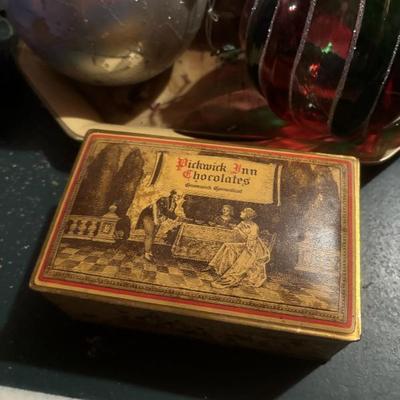 Pickwick Inn
Chocolates
Greenwich Connecticut